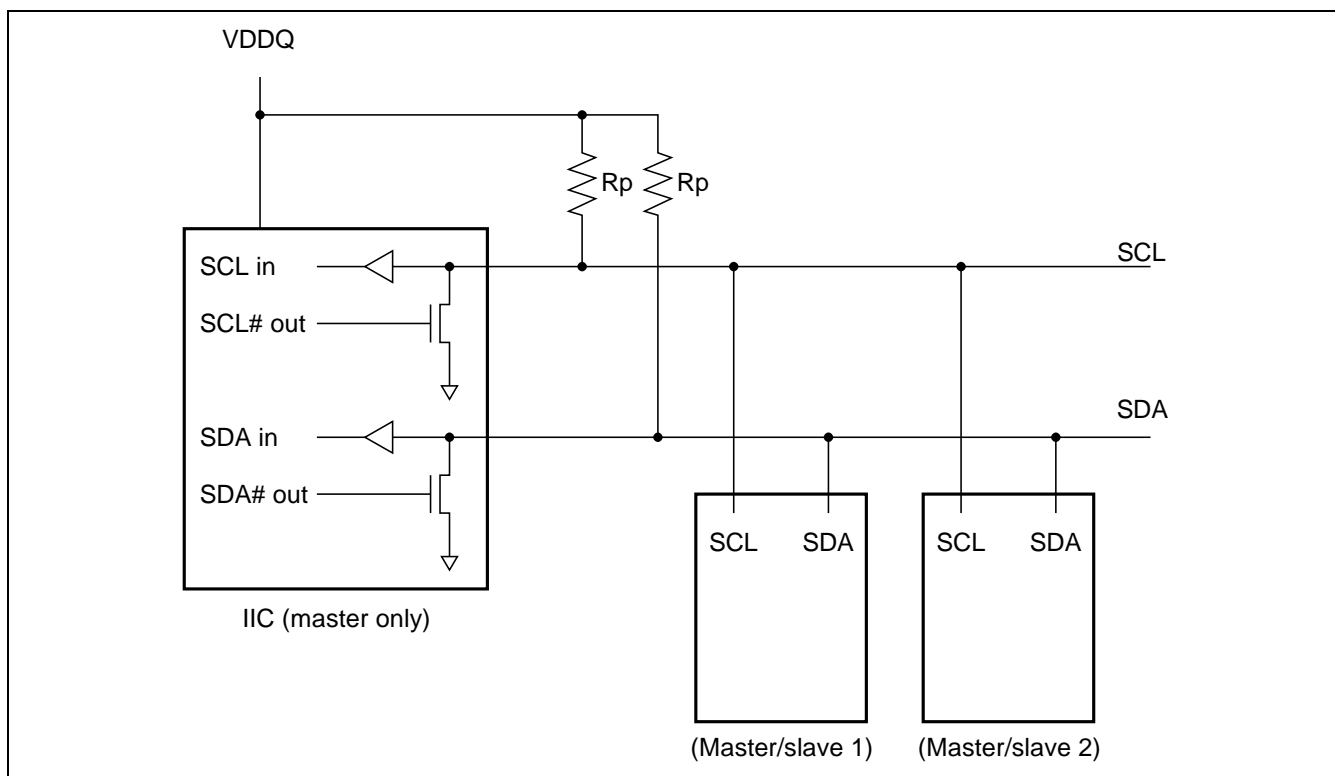 VDDQ
Rp
Rp
SCL in
SCL
SCL# out
SDA in
SDA
SDA# out
SCL
SDA
SCL
SDA
IIC (master only)
(Master/slave 1)
(Master/slave 2)